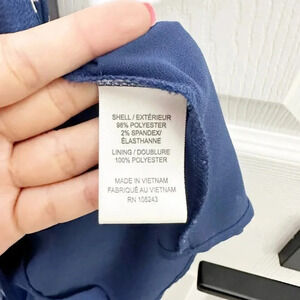 SHELL / EXTÉRIEUR
98% POLYESTER
2% SPANDEX/
ÉLASTHANNE
LINING / DOUBLURE
100% POLYESTER
MADE IN VIETNAM
FABRIQUÉ AU VIETNAM
RN 105243